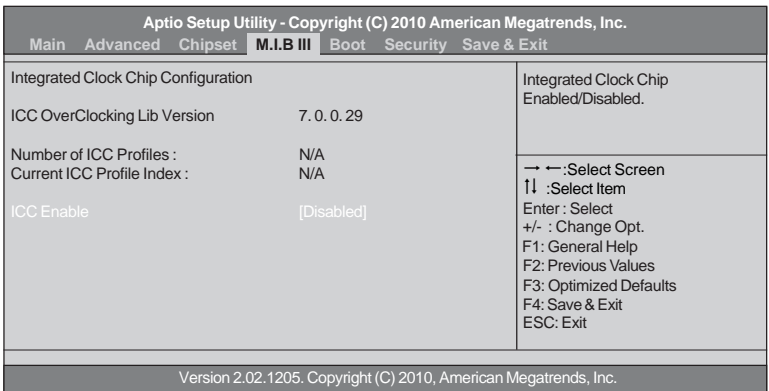 Aptio Setup Utility - Copyright (C) 2010 American Megatrends, Inc.
Main Advanced Chipset M.I.B III Boot Security Save & Exit
Integrated Clock Chip Configuration
ICC OverClocking Lib Version 7. 0. 0. 29
Number of ICC Profiles : N/A
Current ICC Profile Index : N/A
ICC Enable [Disabled]
Integrated Clock Chip
Enabled/Disabled.
→ ←:Select Screen
↑↓ :Select Item
Enter : Select
+/- : Change Opt.
F1: General Help
F2: Previous Values
F3: Optimized Defaults
F4: Save & Exit
ESC: Exit
Version 2.02.1205. Copyright (C) 2010, American Megatrends, Inc.